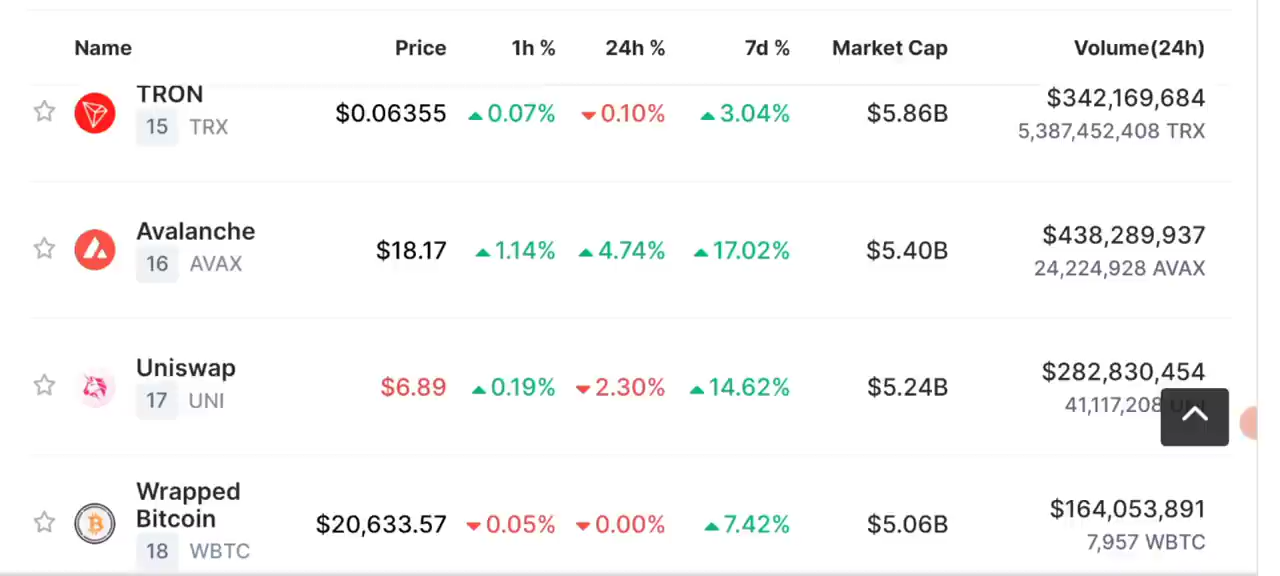 Name Price 1h % 24h % 7d % Market Cap Volume(24h)
TRON
15 TRX
$0.06355 0.07% 0.10% 3.04% $5.86B $342,169,684
5,387,452,408 TRX
Avalanche
16 AVAX
$18.17 1.14% 4.74% 17.02% $5.40B $438,289,937
24,224,928 AVAX
Uniswap
17 UNI
$6.89 0.19% 2.30% 14.62% $5.24B $282,830,454
41,117,208 UNI
Wrapped
Bitcoin
18 WBTC
$20,633.57 0.05% 0.00% 7.42% $5.06B $164,053,891
7,957 WBTC